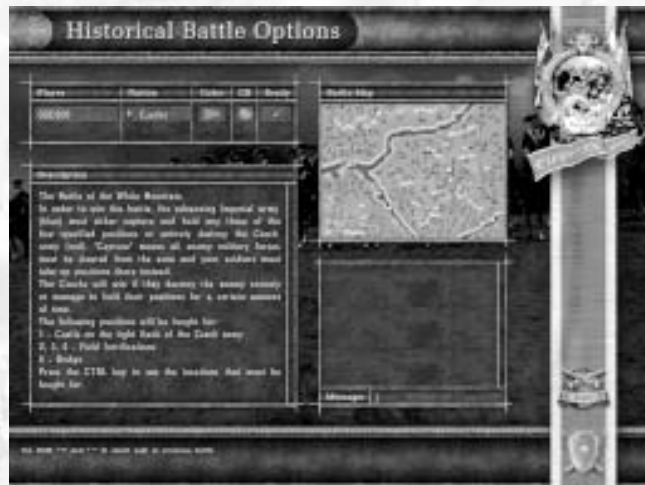 Historical Battle Options
Player Nation Color Ready
Battle Map
Description
The Battle of the White Mountain.
In order to win this battle, the advancing Imperial army
must either capture and hold any three of the
five specified positions or entirely destroy the Czech
army (red). 'Capture' means all enemy military forces
must be cleared from the area and your soldiers must
take up positions there instead.
The Czechs will win if they destroy the enemy entirely
or manage to hold their positions for a certain amount
of time.
The following positions will be fought for:
1 - Castle on the right flank of the Czech army
2, 3, 4 - Field fortifications
5 - Bridge
Press the CTRL key to see the locations that must be
fought for.
Message: